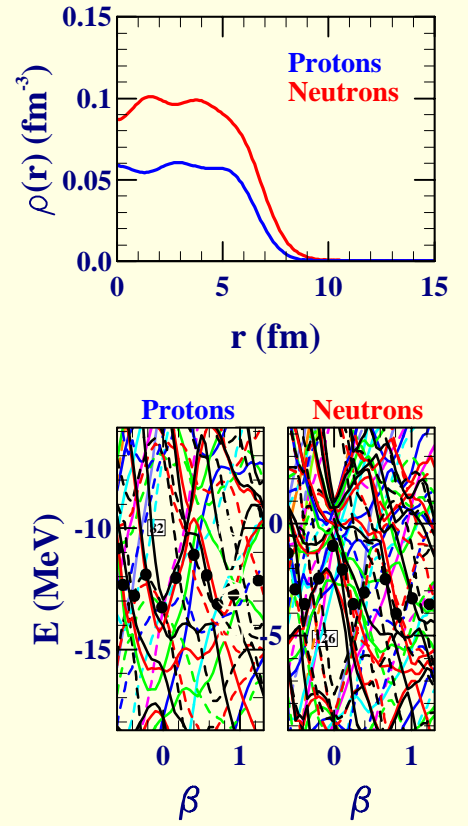 0.15
Protons
Neutrons
0.1
0.05
0.0
ρ(r) (fm⁻³)
0 5 10 15
r (fm)
Protons Neutrons
E (MeV)
-10
-15
82
0
-5
126
0 1 0 1
β β